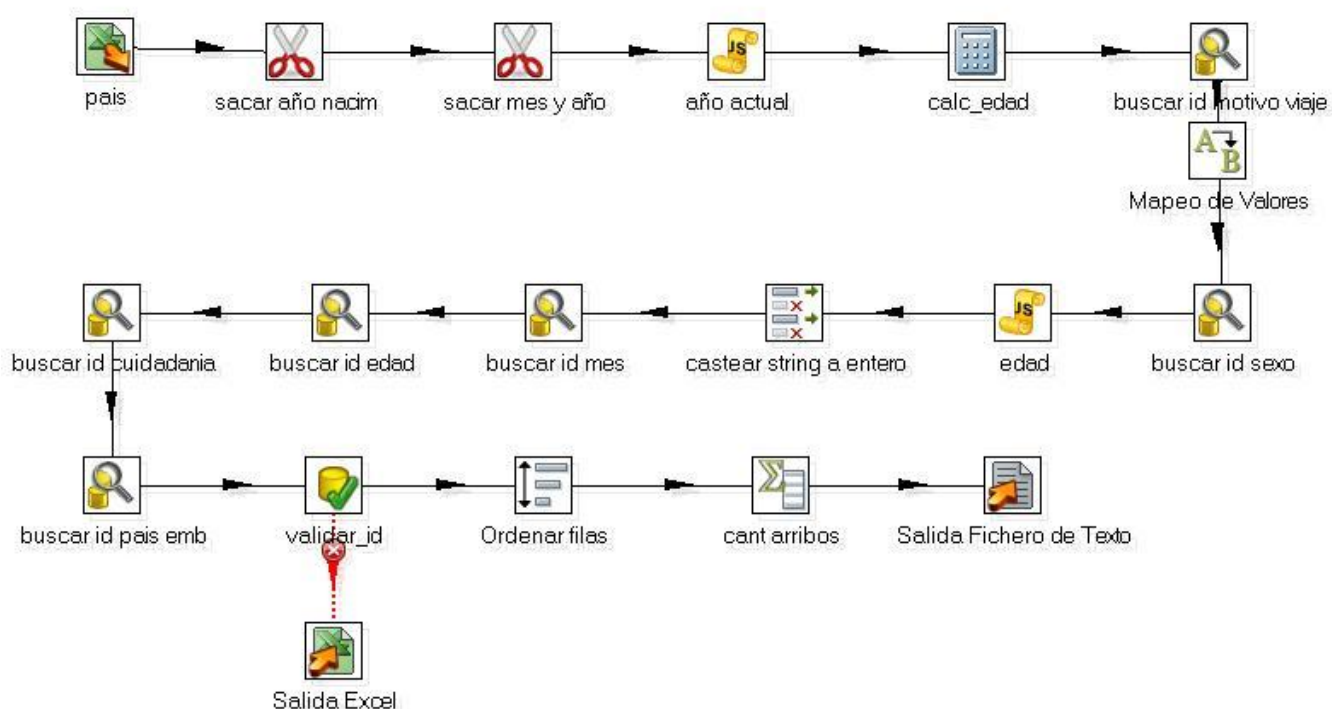 pais
sacar año nacim
sacar mes y año
JS
año actual
calc_edad
buscar id motivo viaje
A
B
Mapeo de Valores
buscar id cuidadania
buscar id edad
buscar id mes
castear string a entero
JS
edad
buscar id sexo
buscar id pais emb
validar_id
Ordenar filas
Σ
cant arribos
Salida Fichero de Texto
Salida Excel